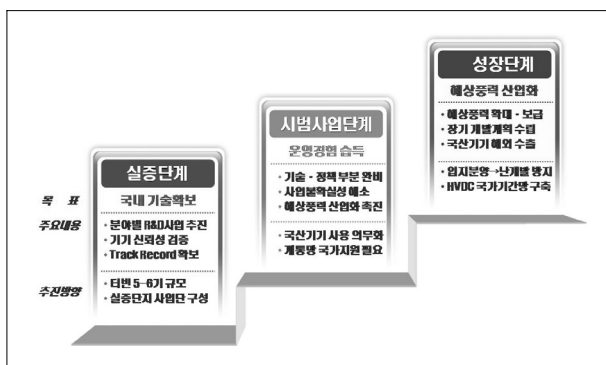 성장단계
해상풍력 산업화
· 해상풍력 확대 · 보급
· 장기 개발계획 수립
· 국산기기 해외 수출
· 입지분양→난개발 방지
· HVDC 국가기간망 구축
시범사업단계
운영경험 습득
· 기술 · 정책 부분 완비
· 사업불확실성 해소
· 해상풍력 산업화 촉진
· 국산기기 사용 의무화
· 계통망 국가지원 필요
실증단계
목 표
국내 기술확보
주요내용
· 분야별 R&D사업 추진
· 기기 신뢰성 검증
· Track Record 확보
추진방향
· 터빈 5-6기 규모
· 실증단지 사업단 구성